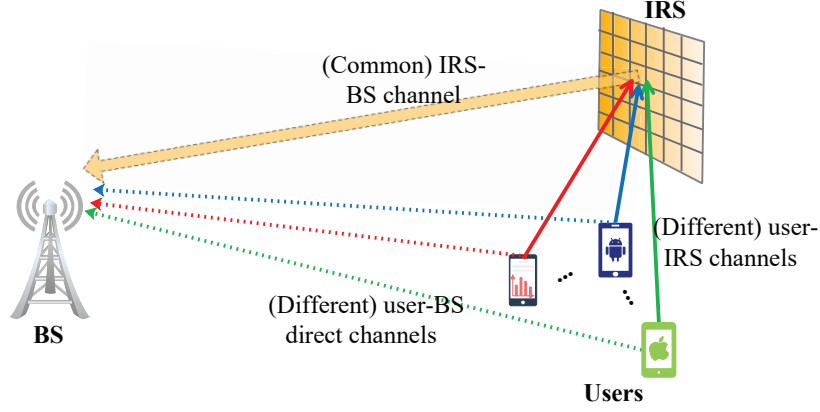 IRS
(Common) IRS-
BS channel
(Different) user-
IRS channels
(Different) user-BS
direct channels
BS
Users